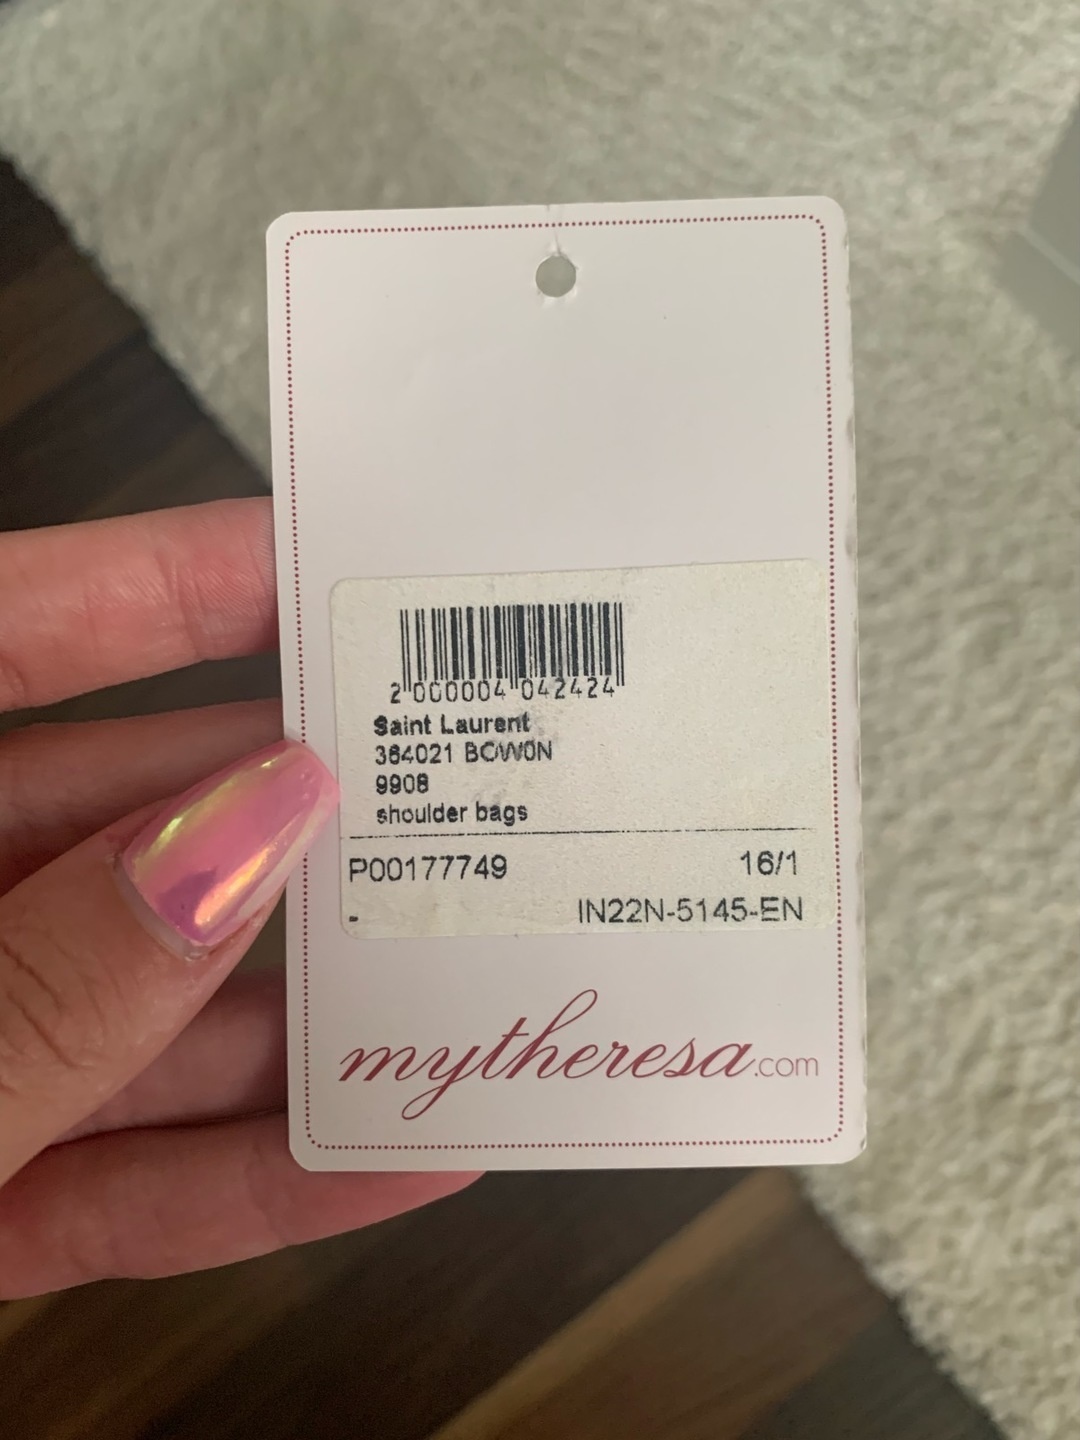 2 000004 042424
Saint Laurent
364021 BOW0N
9908
shoulder bags
P00177749 16/1
- IN22N-5145-EN
mytheresa.com